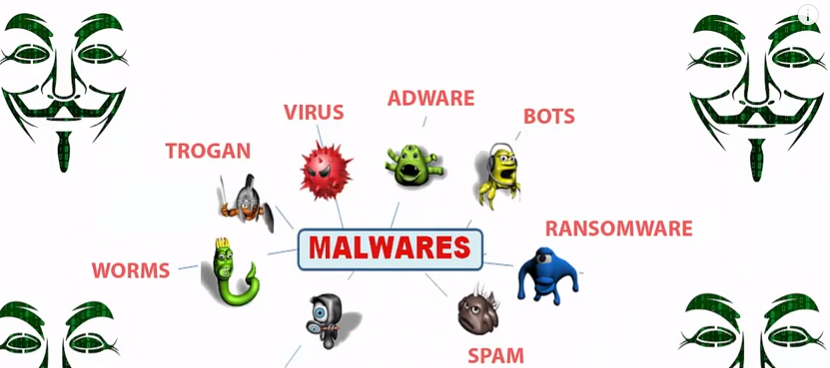 ADWARE
VIRUS
BOTS
TROGAN
RANSOMWARE
MALWARES
WORMS
SPAM